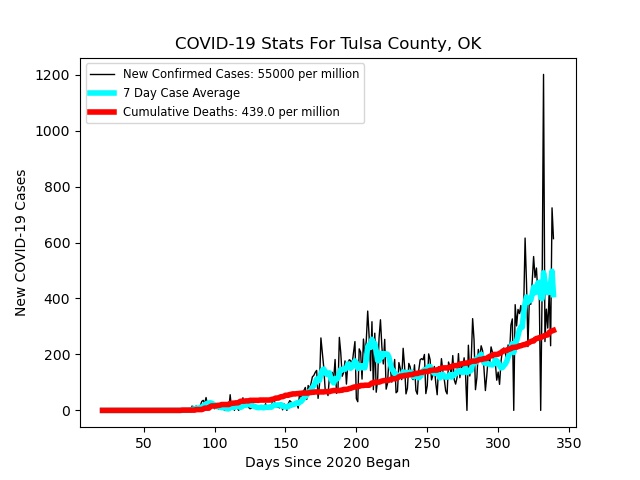 COVID-19 Stats For Tulsa County, OK
New Confirmed Cases: 55000 per million
7 Day Case Average
Cumulative Deaths: 439.0 per million
New COVID-19 Cases
1200
1000
800
600
400
200
0
50 100 150 200 250 300 350
Days Since 2020 Began